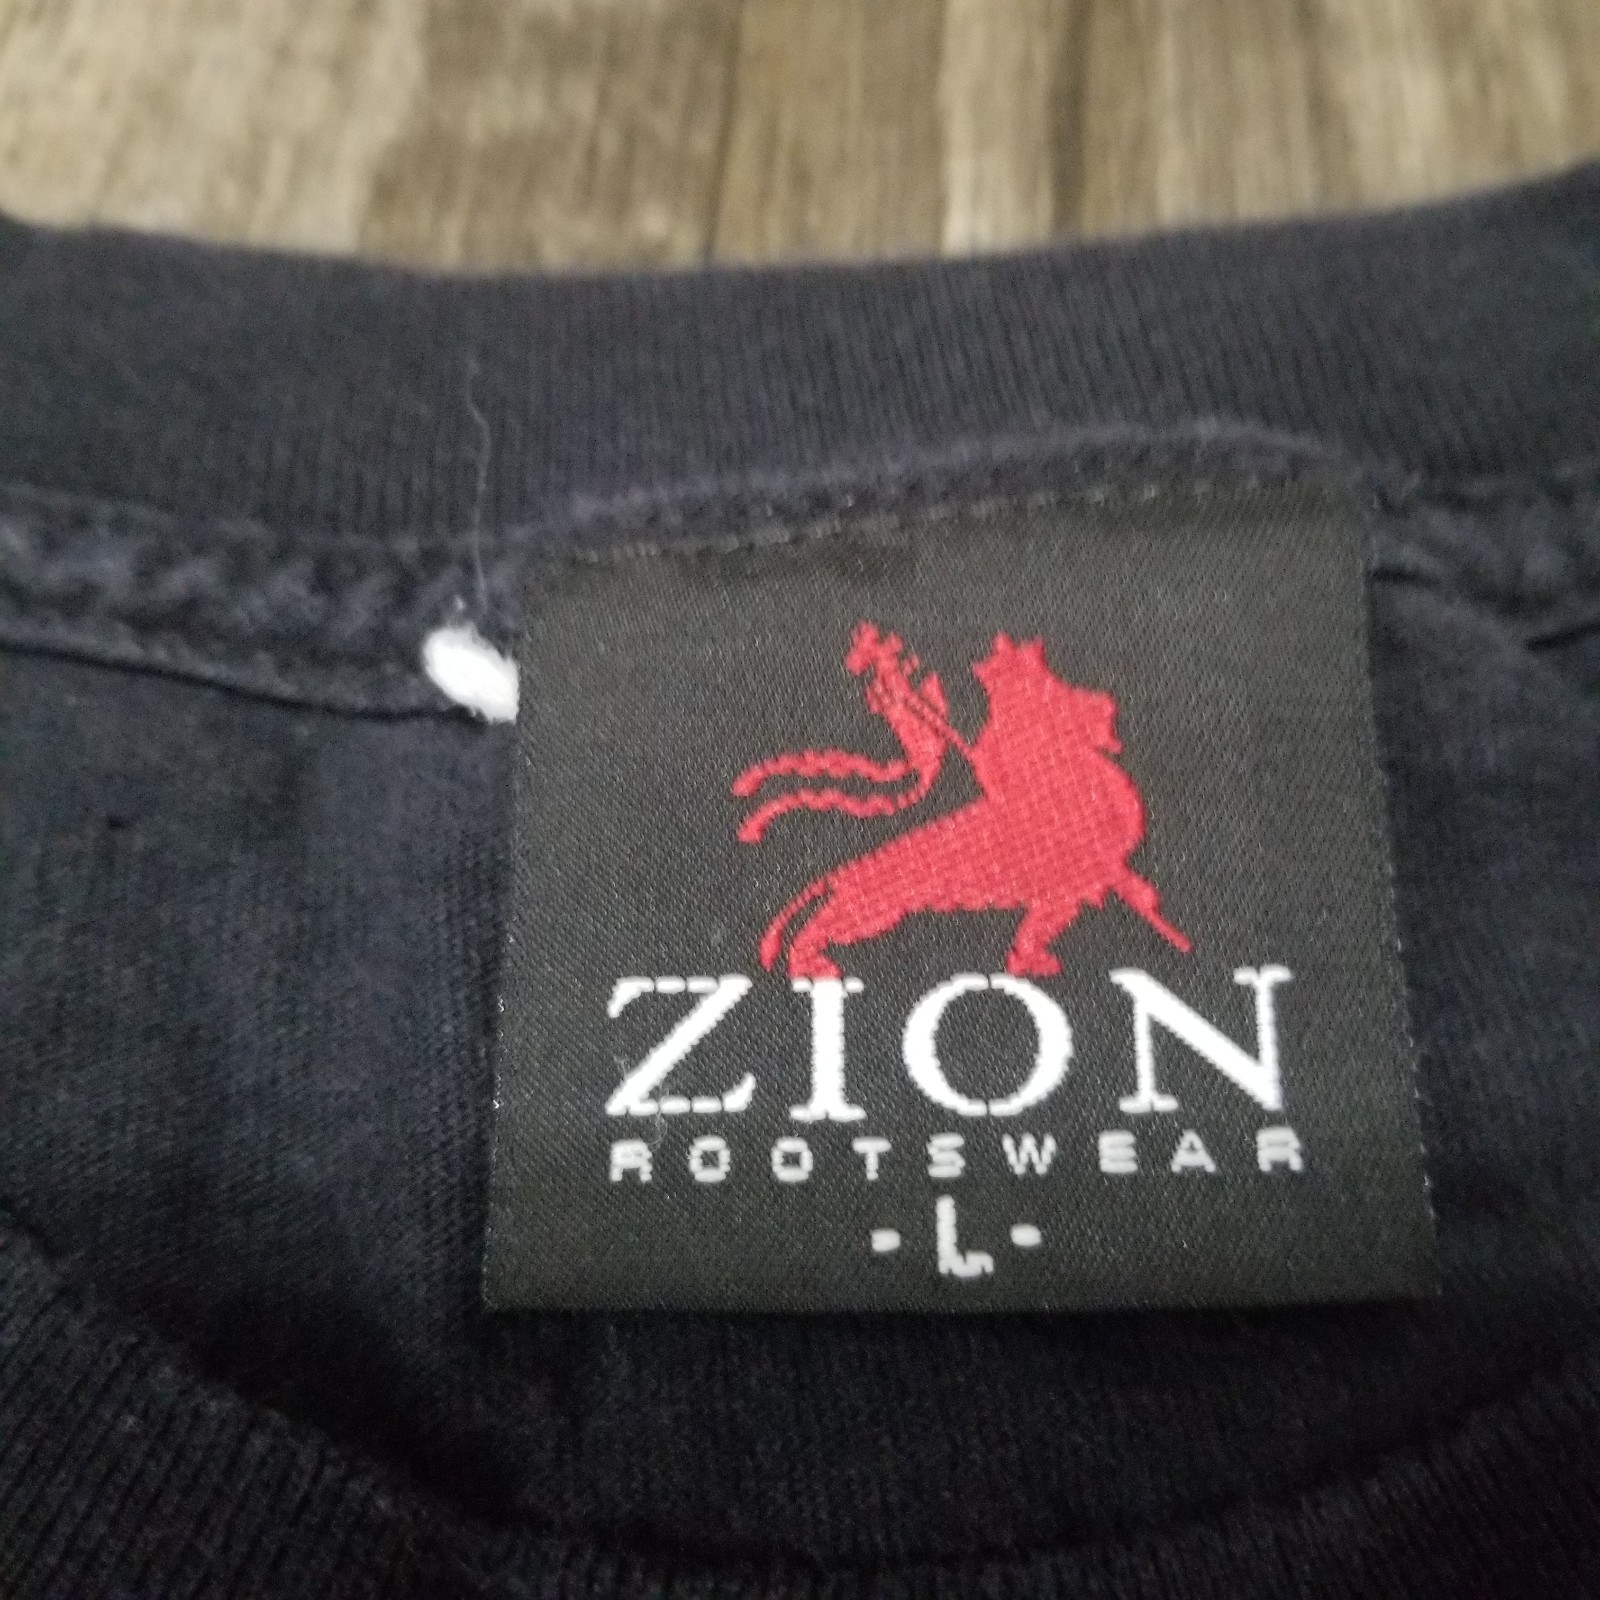 ZION
ROOTSWEAR
- L -